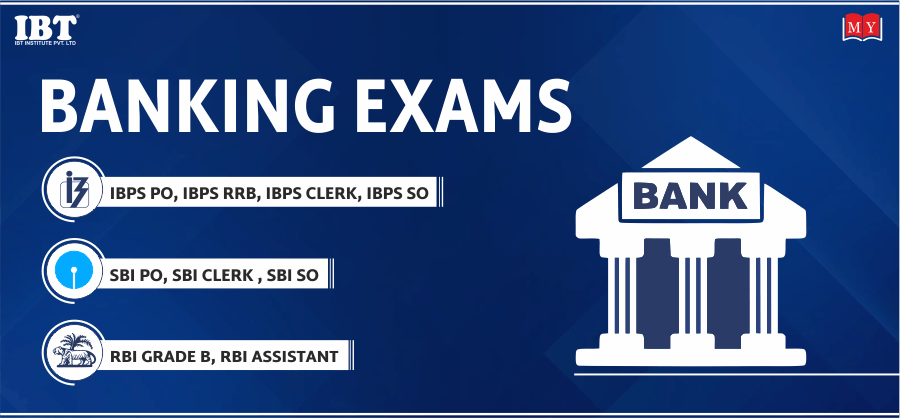 IBT
IBT INSTITUTE PVT. LTD
MY
BANKING EXAMS
IBPS PO, IBPS RRB, IBPS CLERK, IBPS SO
SBI PO, SBI CLERK , SBI SO
RBI GRADE B, RBI ASSISTANT
BANK